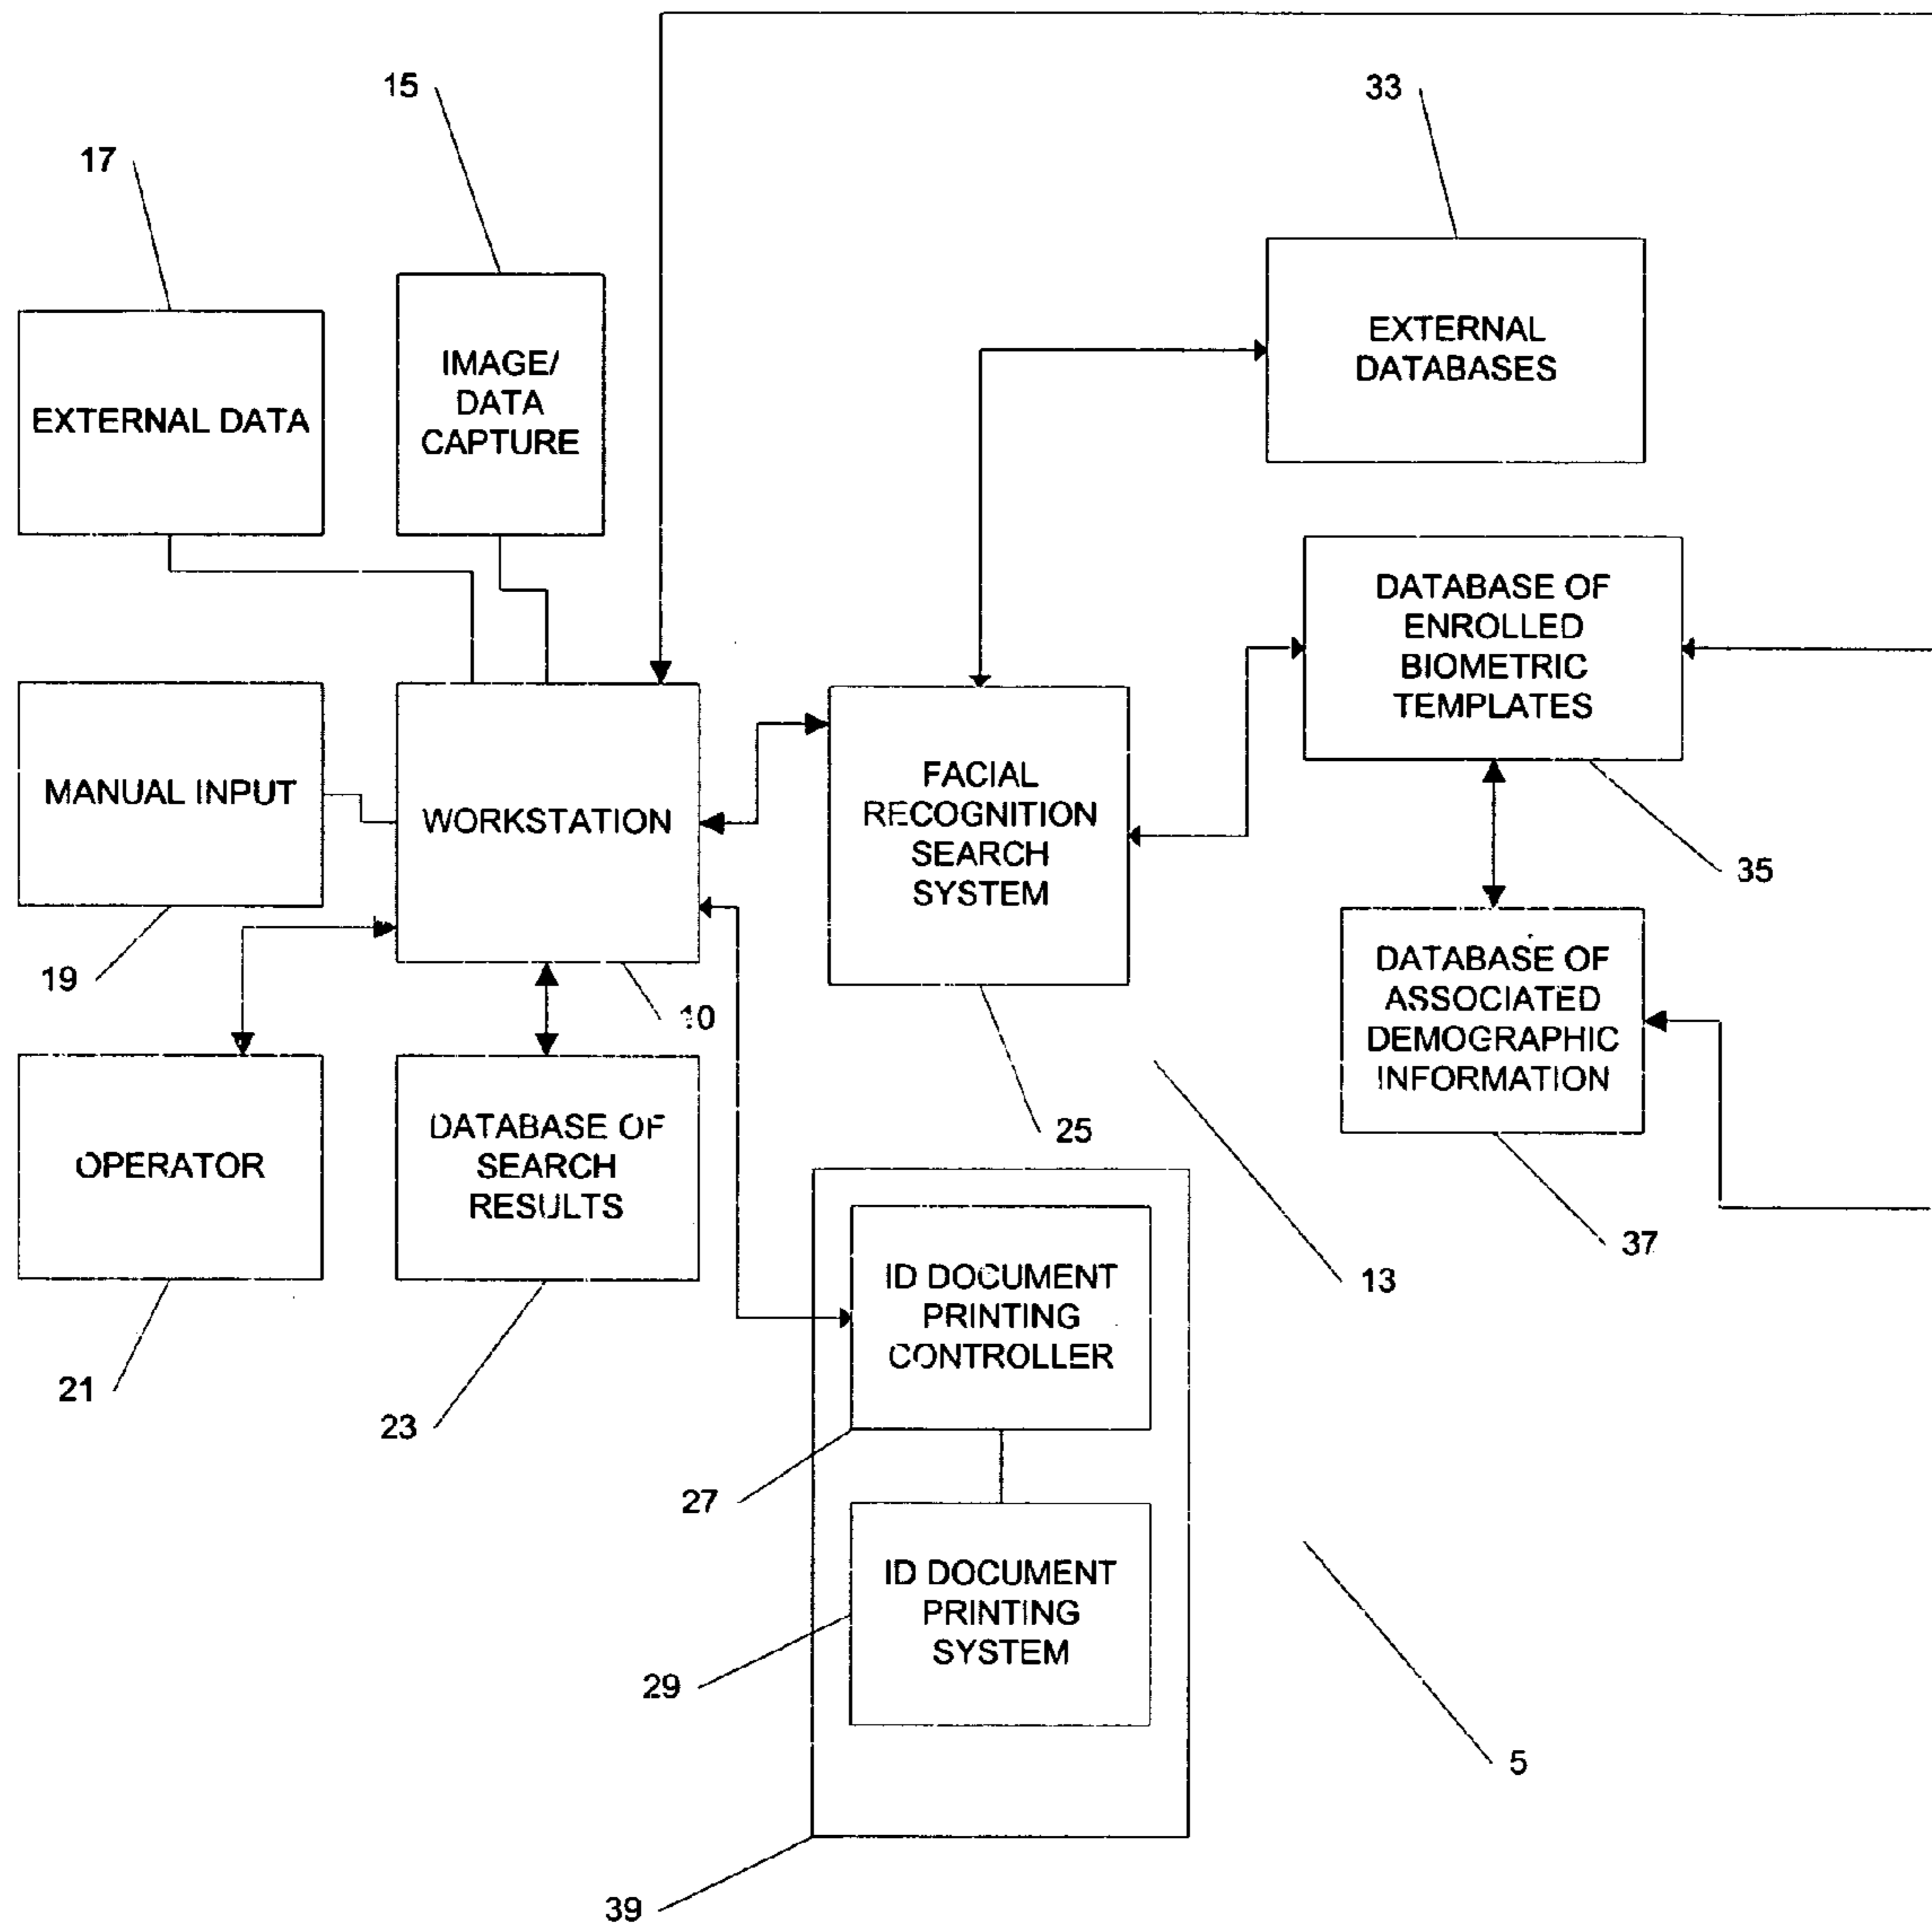 15
33
17
EXTERNAL DATA
IMAGE/
DATA
CAPTURE
EXTERNAL
DATABASES
MANUAL INPUT
WORKSTATION
FACIAL
RECOGNITION
SEARCH
SYSTEM
DATABASE OF
ENROLLED
BIOMETRIC
TEMPLATES
35
19
10
OPERATOR
DATABASE OF
SEARCH
RESULTS
25
DATABASE OF
ASSOCIATED
DEMOGRAPHIC
INFORMATION
37
13
21
23
ID DOCUMENT
PRINTING
CONTROLLER
27
ID DOCUMENT
PRINTING
SYSTEM
29
5
39